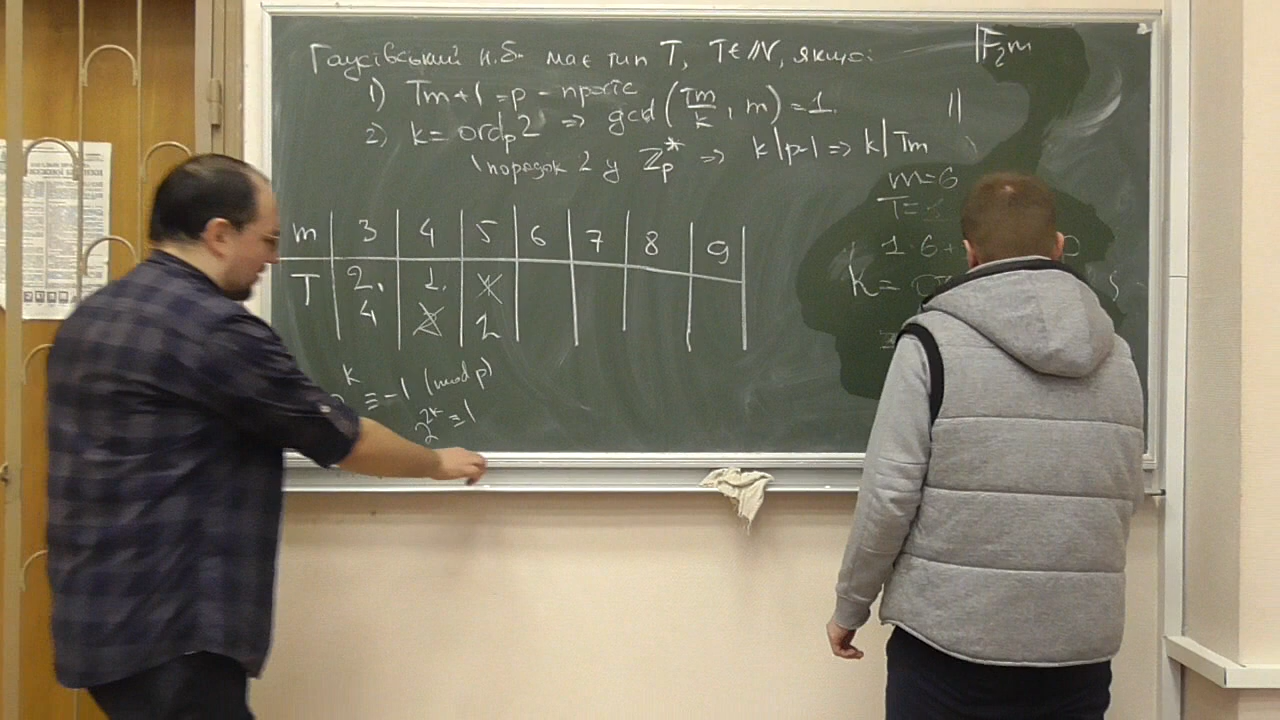 Гаусівський н.б. має тип T, T∈ℕ, якщо:
1) Tm+1=p - просте
2) k = ord_p 2 ⇒ gcd(Tm/k, m) = 1.
порядок 2 у Z_p^* ⇒ k|p-1 ⇒ k|Tm
m 3 4 5 6 7 8 9
T 2, 1,
4 2
k ≡ -1 (mod p)
2^{2k} ≡ 1
𝔽_{2^m}
m=6
T=
1·6+
k=